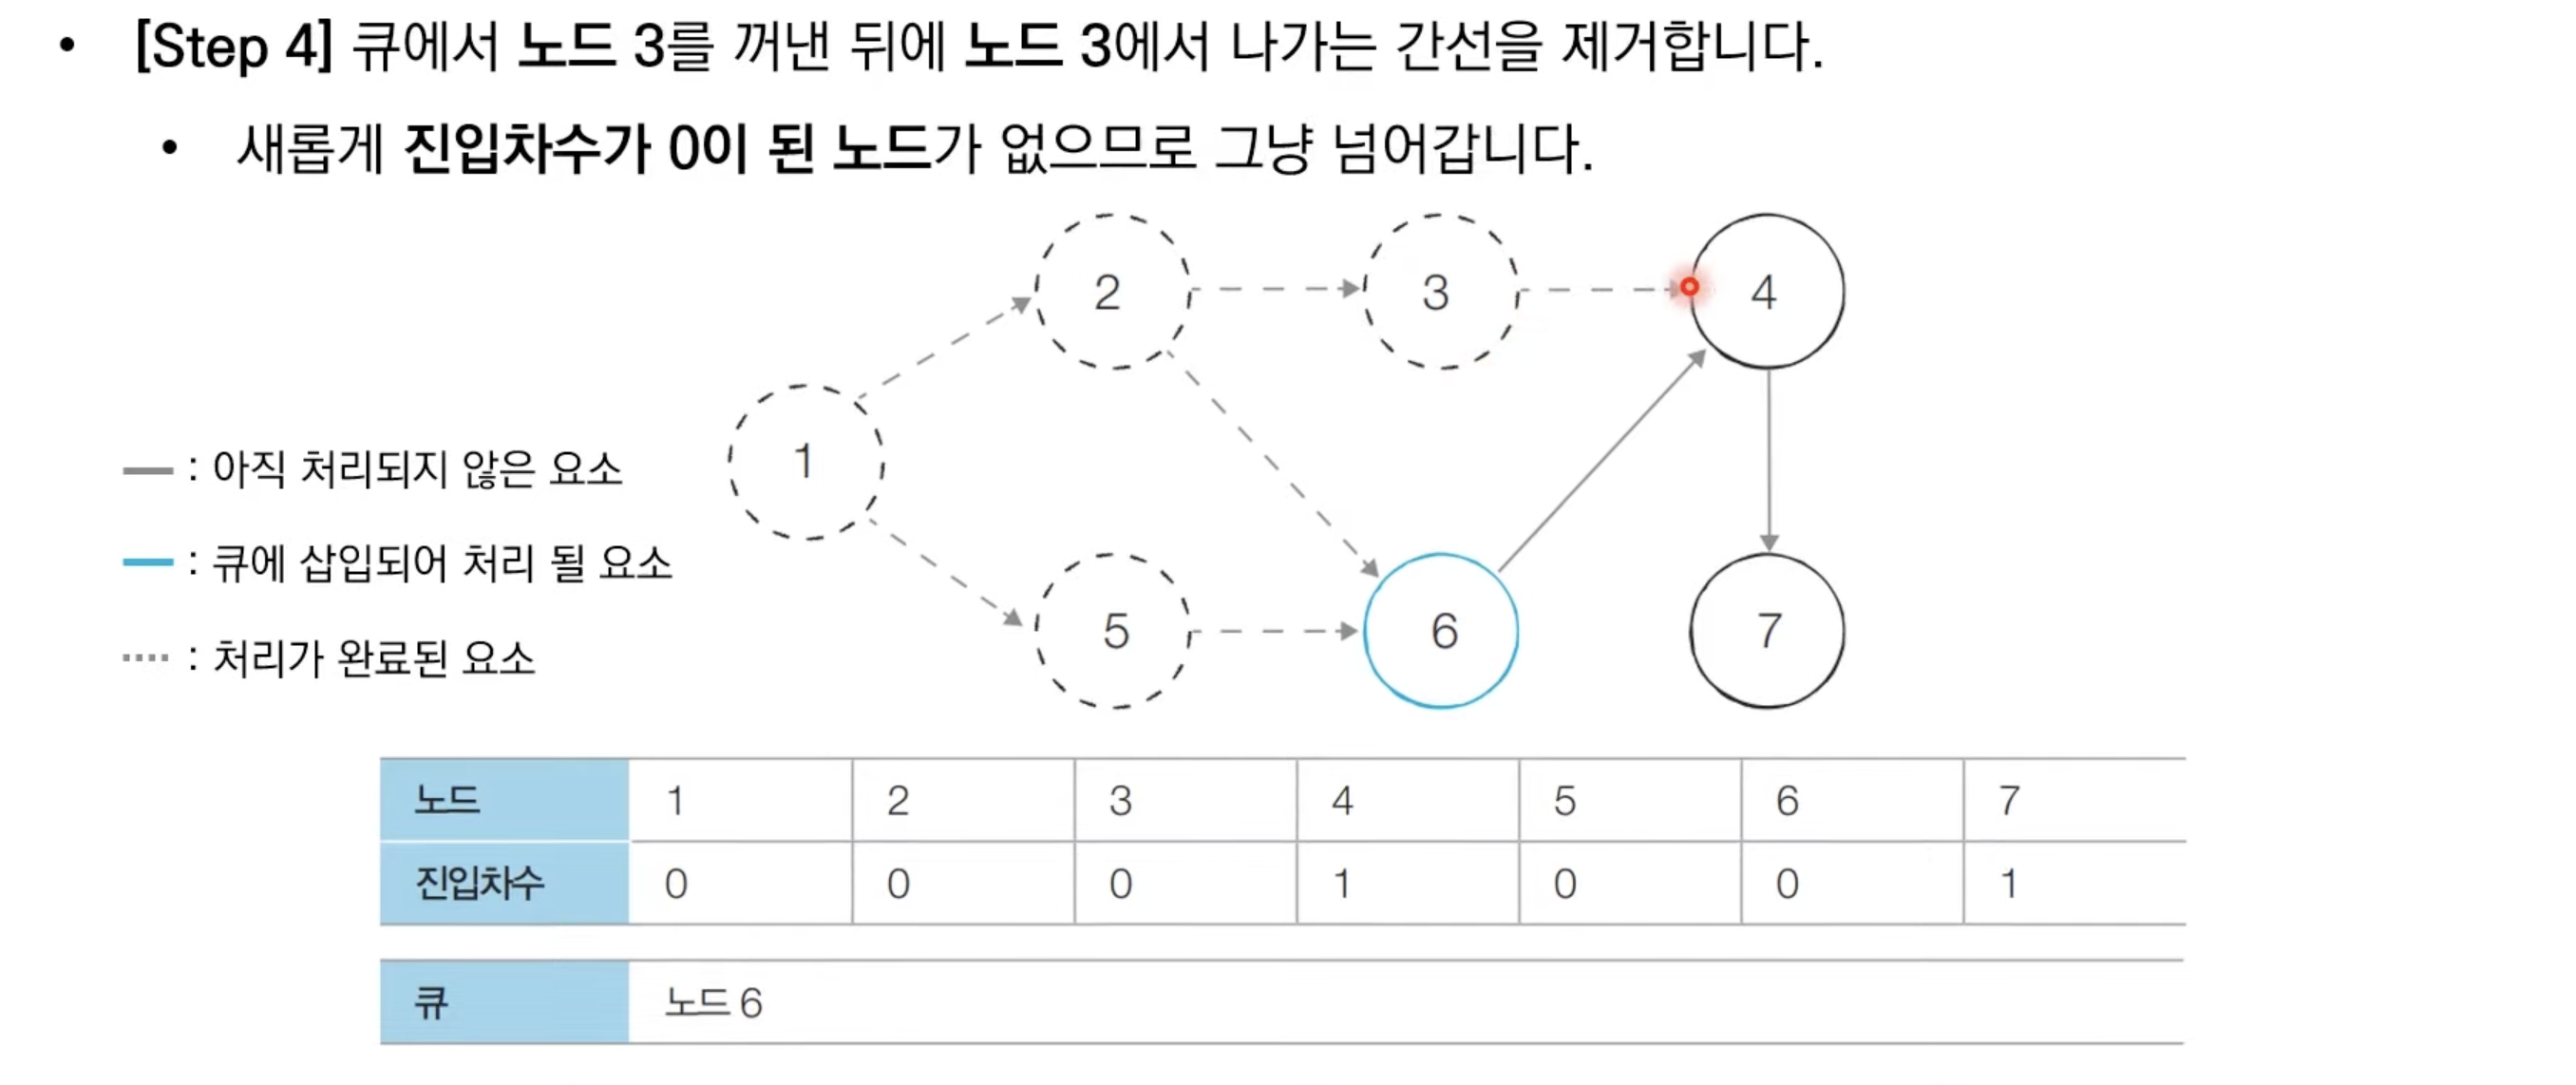 • [Step 4] 큐에서 노드 3를 꺼낸 뒤에 노드 3에서 나가는 간선을 제거합니다.
• 새롭게 진입차수가 0이 된 노드가 없으므로 그냥 넘어갑니다.
2 3 4
1
5 6 7
: 아직 처리되지 않은 요소
: 큐에 삽입되어 처리 될 요소
: 처리가 완료된 요소
노드 1 2 3 4 5 6 7
진입차수 0 0 0 1 0 0 1
큐 노드 6